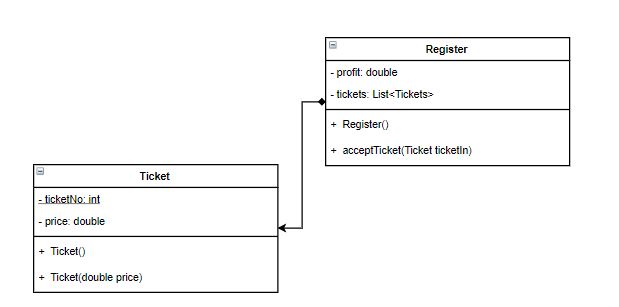 Register
- profit: double
- tickets: List<Tickets>
+ Register()
+ acceptTicket(Ticket ticketIn)
Ticket
- ticketNo: int
- price: double
+ Ticket()
+ Ticket(double price)